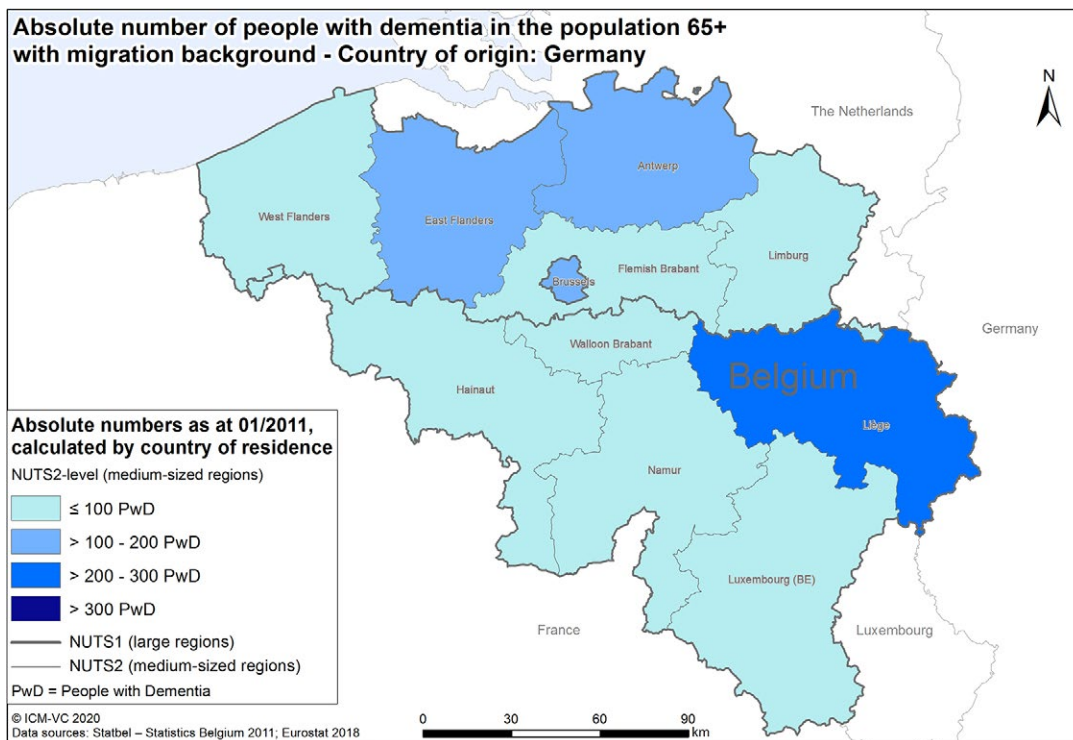 Absolute number of people with dementia in the population 65+
with migration background - Country of origin: Germany
N
The Netherlands
Antwerp
West Flanders
East Flanders
Limburg
Brussels
Flemish Brabant
Germany
Walloon Brabant
Belgium
Hainaut
Liège
Namur
Luxembourg (BE)
France
Luxembourg
Absolute numbers as at 01/2011,
calculated by country of residence
NUTS2-level (medium-sized regions)
≤ 100 PwD
> 100 - 200 PwD
> 200 - 300 PwD
> 300 PwD
NUTS1 (large regions)
NUTS2 (medium-sized regions)
PwD = People with Dementia
© ICM-VC 2020
Data sources: Statbel – Statistics Belgium 2011; Eurostat 2018
0 30 60 90
km